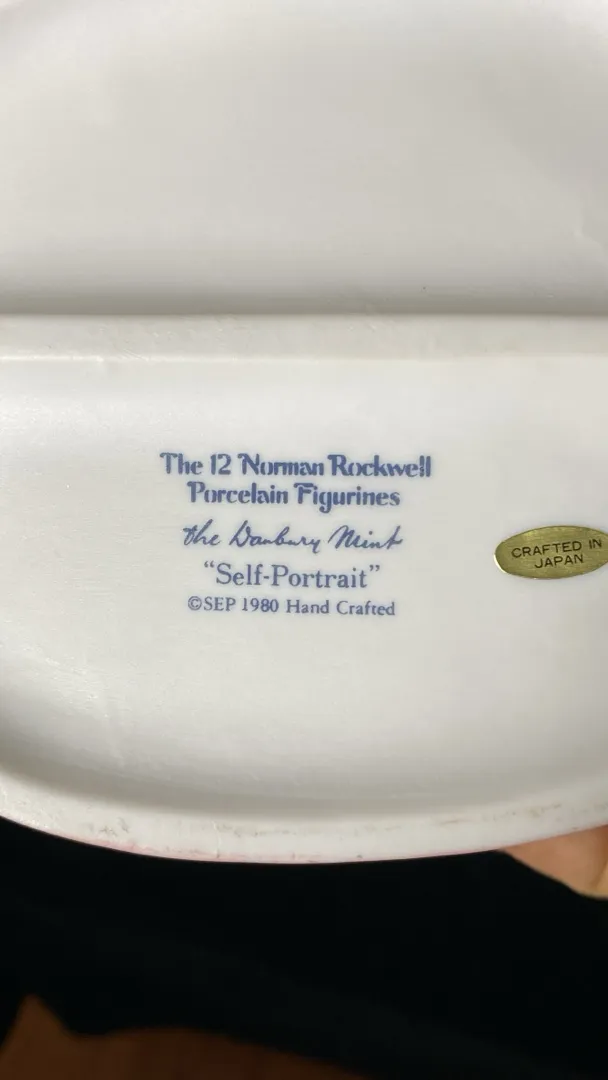 The 12 Norman Rockwell
Porcelain Figurines
the Danbury Mint
“Self-Portrait”
©SEP 1980 Hand Crafted
CRAFTED IN
JAPAN